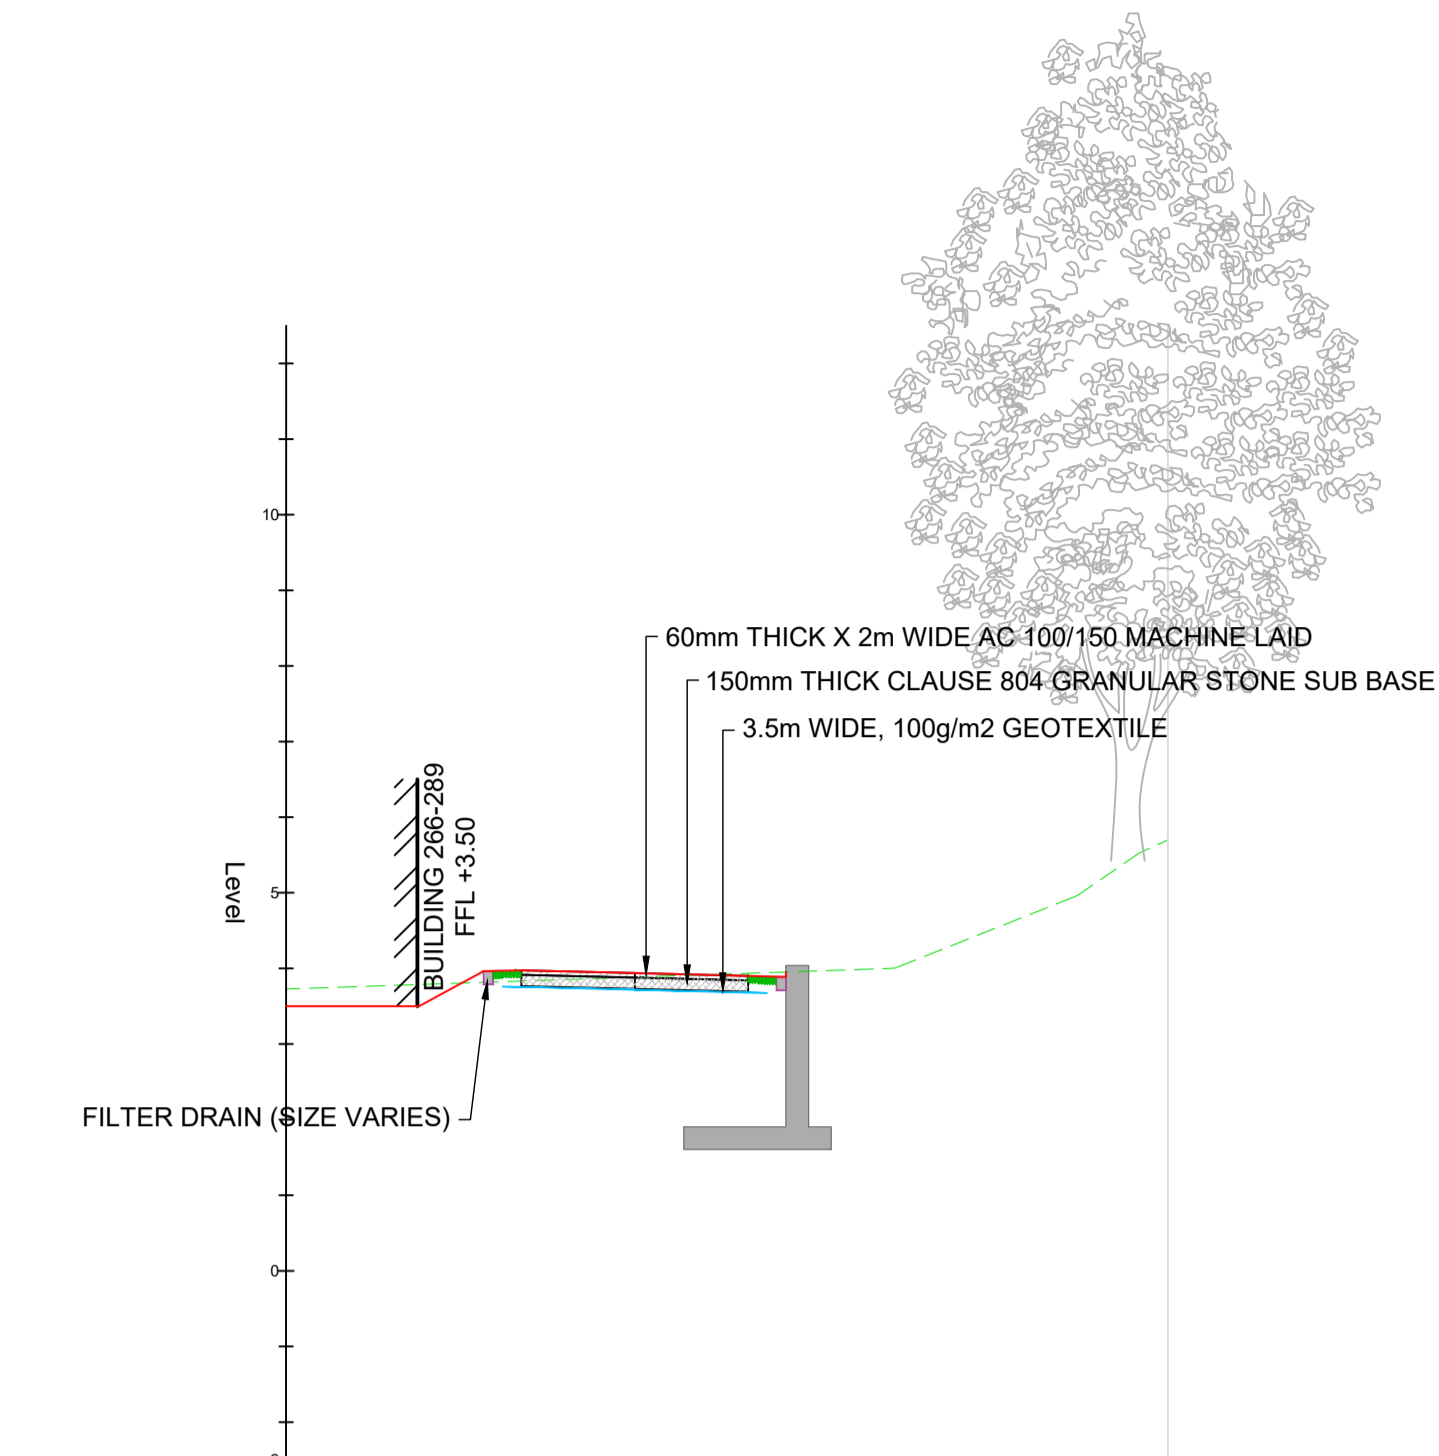 10
60mm THICK X 2m WIDE AC 100/150 MACHINE LAID
150mm THICK CLAUSE 804 GRANULAR STONE SUB BASE
3.5m WIDE, 100g/m2 GEOTEXTILE
BUILDING 266-289
FFL +3.50
Level
5
FILTER DRAIN (SIZE VARIES)
0